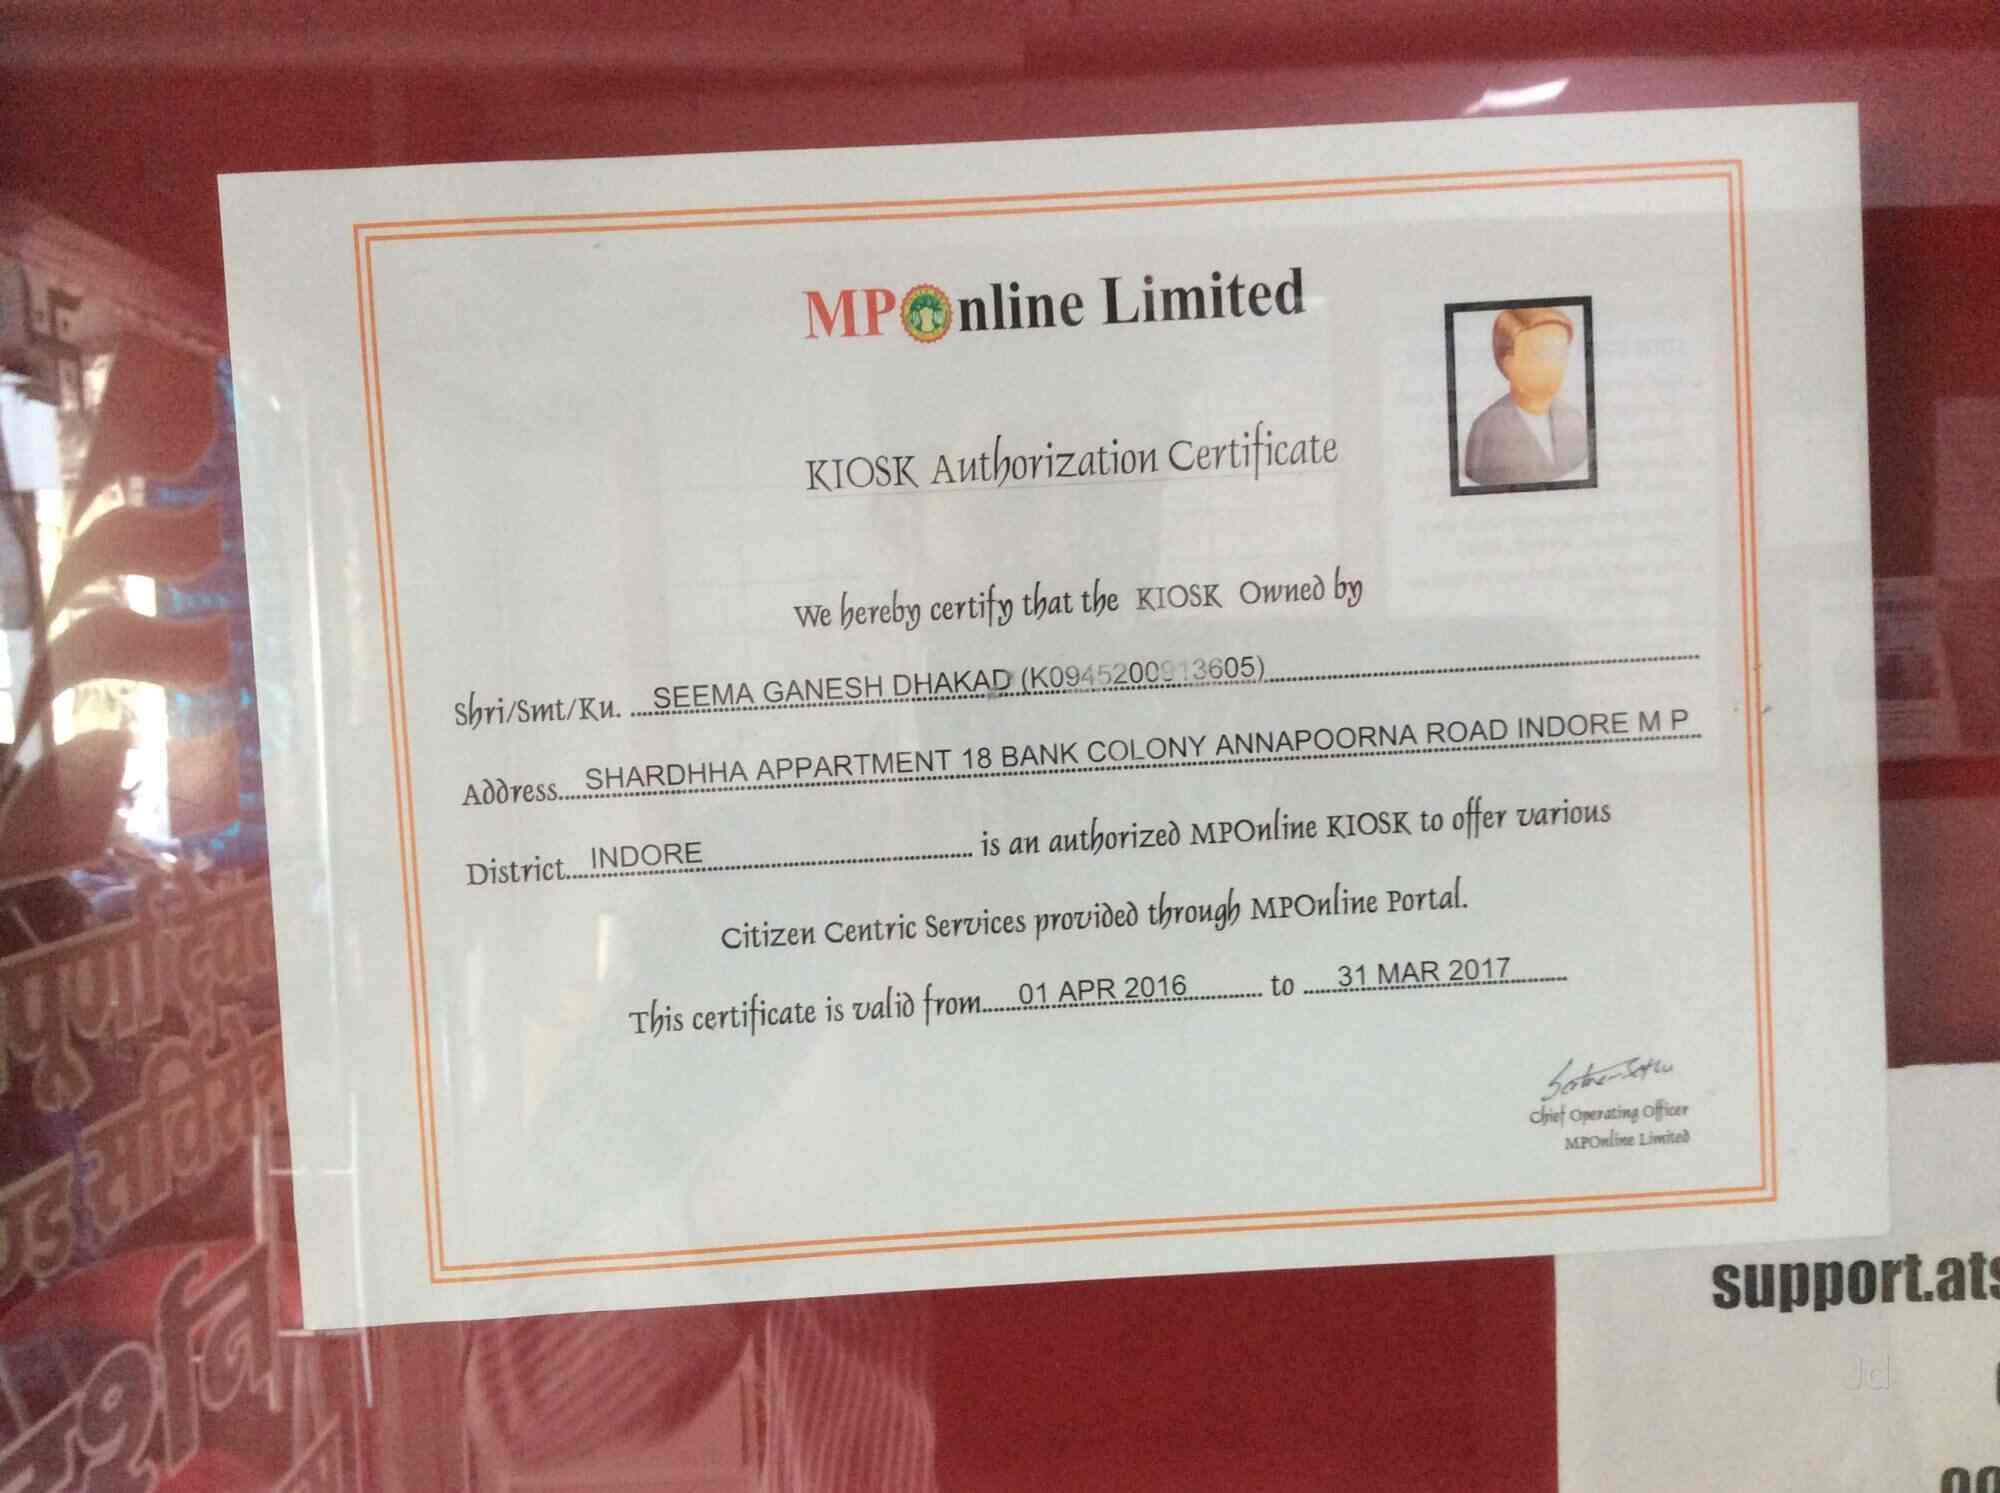 MPOnline Limited
KIOSK Authorization Certificate
We hereby certify that the KIOSK Owned by
Shri/Smt/Ku. SEEMA GANESH DHAKAD (K0945200913605)
Address SHARDHHA APPARTMENT 18 BANK COLONY ANNAPOORNA ROAD INDORE M P
District INDORE is an authorized MPOnline KIOSK to offer various
Citizen Centric Services provided through MPOnline Portal.
This certificate is valid from 01 APR 2016 to 31 MAR 2017
Chief Operating Officer
MPOnline Limited
support.ats
Jd